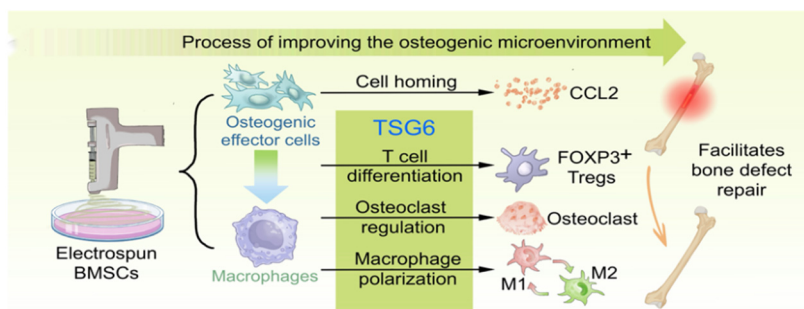 Process of improving the osteogenic microenvironment
Cell homing
CCL2
Osteogenic
effector cells
TSG6
T cell
differentiation
FOXP3+
Tregs
Facilitates
bone defect
repair
Osteoclast
regulation
Osteoclast
Electrospun
BMSCs
Macrophages
Macrophage
polarization
M1
M2